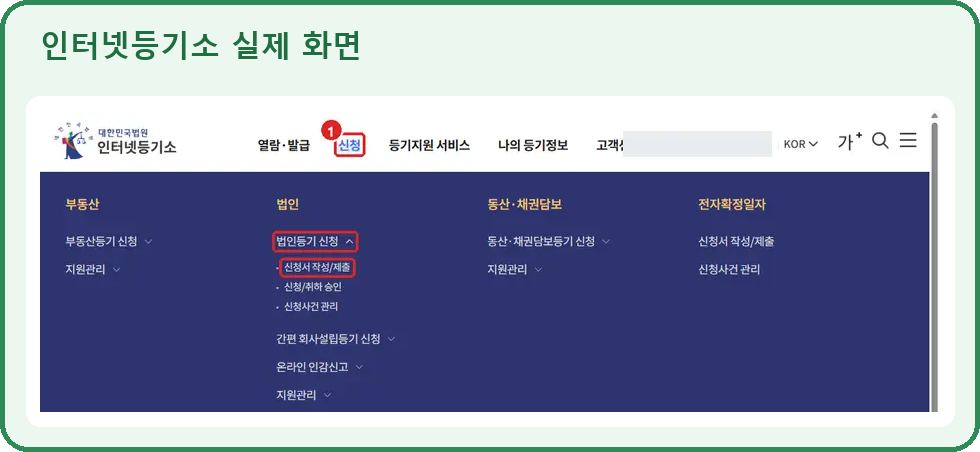 인터넷등기소 실제 화면
대한민국법원
인터넷등기소
열람·발급
1
신청
등기지원 서비스
나의 등기정보
고객
KOR
가+
부동산
부동산등기 신청
지원관리
법인
법인등기 신청
· 신청서 작성/제출
· 신청/취하 승인
· 신청사건 관리
간편 회사설립등기 신청
온라인 인감신고
지원관리
동산·채권담보
동산·채권담보등기 신청
지원관리
전자확정일자
신청서 작성/제출
신청사건 관리